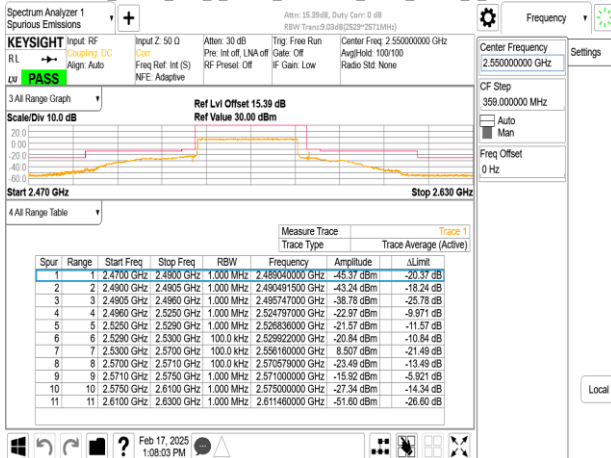 Spectrum Analyzer 1
Spurious Emissions
Attn: 15.39dB, Duty Corr: 0 dB
RBW Trans:9.03dB(2529~2571MHz)
Frequency
Settings
KEYSIGHT
RL
LXI
PASS
Input: RF
Coupling: DC
Align: Auto
Input Z: 50 Ω
Corr
Freq Ref: Int (S)
NFE: Adaptive
Atten: 30 dB
Pre: Int off, LNA off
RF Preset: Off
Trig: Free Run
Gate: Off
IF Gain: Low
Center Freq: 2.550000000 GHz
Avg|Hold: 100/100
Radio Std: None
Center Frequency
2.550000000 GHz
CF Step
359.000000 MHz
Auto
Man
Freq Offset
0 Hz
Local
3 All Range Graph
Scale/Div 10.0 dB
Ref Lvl Offset 15.39 dB
Ref Value 30.00 dBm
20.0
0.00
-20.0
-40.0
-60.0
Start 2.470 GHz
Stop 2.630 GHz
4 All Range Table
Measure Trace Trace 1
Trace Type Trace Average (Active)
Spur Range Start Freq Stop Freq RBW Frequency Amplitude ΔLimit
1 1 2.4700 GHz 2.4900 GHz 1.000 MHz 2.489040000 GHz -45.37 dBm -20.37 dB
2 2 2.4900 GHz 2.4905 GHz 1.000 MHz 2.490491500 GHz -43.24 dBm -18.24 dB
3 3 2.4905 GHz 2.4960 GHz 1.000 MHz 2.495747000 GHz -38.78 dBm -25.78 dB
4 4 2.4960 GHz 2.5250 GHz 1.000 MHz 2.524797000 GHz -22.97 dBm -9.971 dB
5 5 2.5250 GHz 2.5290 GHz 1.000 MHz 2.526836000 GHz -21.57 dBm -11.57 dB
6 6 2.5290 GHz 2.5300 GHz 100.0 kHz 2.529922000 GHz -20.84 dBm -10.84 dB
7 7 2.5300 GHz 2.5700 GHz 100.0 kHz 2.556160000 GHz 8.507 dBm -21.49 dB
8 8 2.5700 GHz 2.5710 GHz 100.0 kHz 2.570579000 GHz -23.49 dBm -13.49 dB
9 9 2.5710 GHz 2.5750 GHz 1.000 MHz 2.571000000 GHz -15.92 dBm -5.921 dB
10 10 2.5750 GHz 2.6100 GHz 1.000 MHz 2.575000000 GHz -27.34 dBm -14.34 dB
11 11 2.6100 GHz 2.6300 GHz 1.000 MHz 2.611460000 GHz -51.60 dBm -26.60 dB
Feb 17, 2025
1:08:03 PM